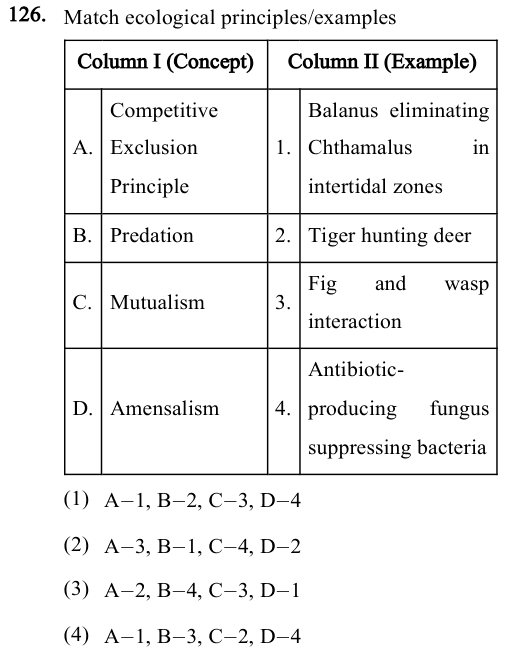 126. Match ecological principles/examples
Column I (Concept) Column II (Example)
A. Competitive Exclusion Principle 1. Balanus eliminating Chthamalus in intertidal zones
B. Predation 2. Tiger hunting deer
C. Mutualism 3. Fig and wasp interaction
D. Amensalism 4. Antibiotic-producing fungus suppressing bacteria
(1) A–1, B–2, C–3, D–4
(2) A–3, B–1, C–4, D–2
(3) A–2, B–4, C–3, D–1
(4) A–1, B–3, C–2, D–4